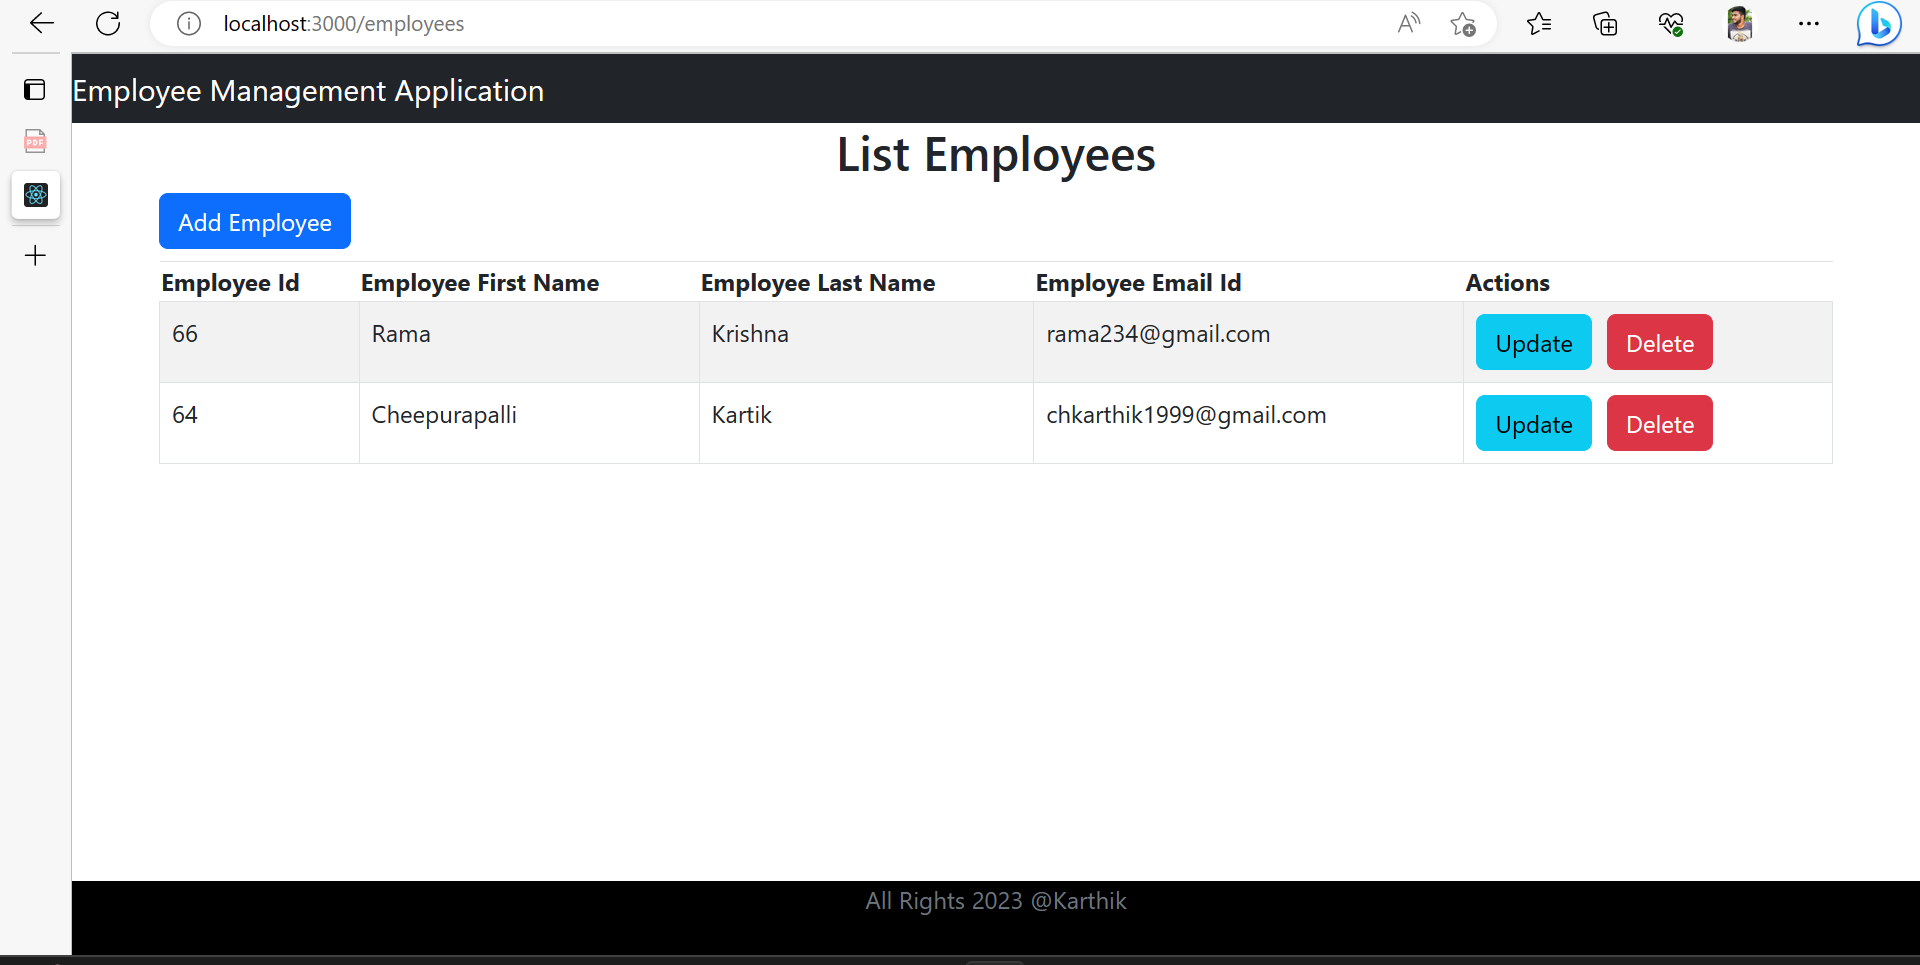 localhost:3000/employees
PDF
Employee Management Application
List Employees
Add Employee
Employee Id Employee First Name Employee Last Name Employee Email Id Actions
66 Rama Krishna rama234@gmail.com Update Delete
64 Cheepurapalli Kartik chkarthik1999@gmail.com Update Delete
All Rights 2023 @Karthik